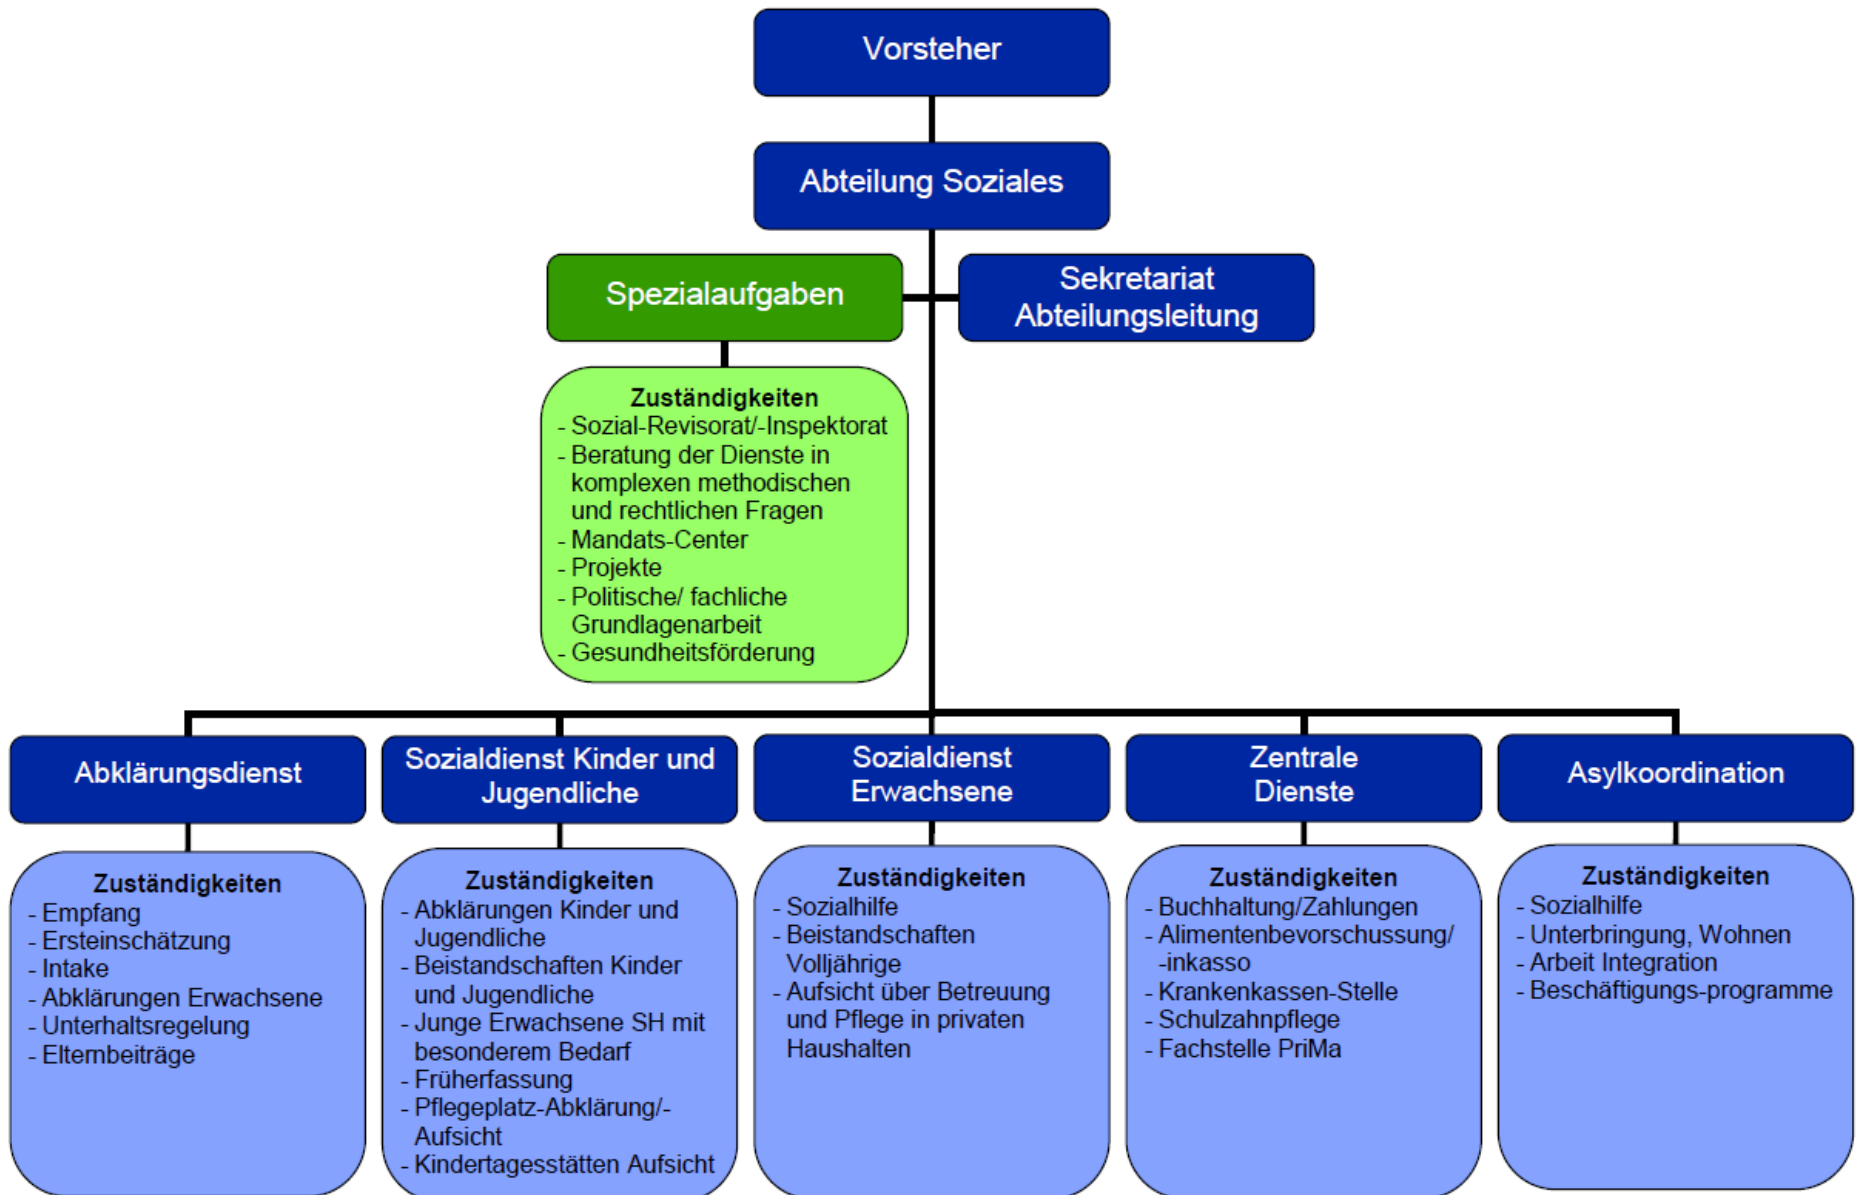 Vorsteher
Abteilung Soziales
Spezialaufgaben
Sekretariat
Abteilungsleitung
Zuständigkeiten
- Sozial-Revisorat/-Inspektorat
- Beratung der Dienste in
komplexen methodischen
und rechtlichen Fragen
- Mandats-Center
- Projekte
- Politische/ fachliche
Grundlagenarbeit
- Gesundheitsförderung
Abklärungsdienst
Zuständigkeiten
- Empfang
- Ersteinschätzung
- Intake
- Abklärungen Erwachsene
- Unterhaltsregelung
- Elternbeiträge
Sozialdienst Kinder und
Jugendliche
Zuständigkeiten
- Abklärungen Kinder und
Jugendliche
- Beistandschaften Kinder
und Jugendliche
- Junge Erwachsene SH mit
besonderem Bedarf
- Früherfassung
- Pflegeplatz-Abklärung/-
Aufsicht
- Kindertagesstätten Aufsicht
Sozialdienst
Erwachsene
Zuständigkeiten
- Sozialhilfe
- Beistandschaften
Volljährige
- Aufsicht über Betreuung
und Pflege in privaten
Haushalten
Zentrale
Dienste
Zuständigkeiten
- Buchhaltung/Zahlungen
- Alimentenbevorschussung/
-inkasso
- Krankenkassen-Stelle
- Schulzahnpflege
- Fachstelle PriMa
Asylkoordination
Zuständigkeiten
- Sozialhilfe
- Unterbringung, Wohnen
- Arbeit Integration
- Beschäftigungs-programme